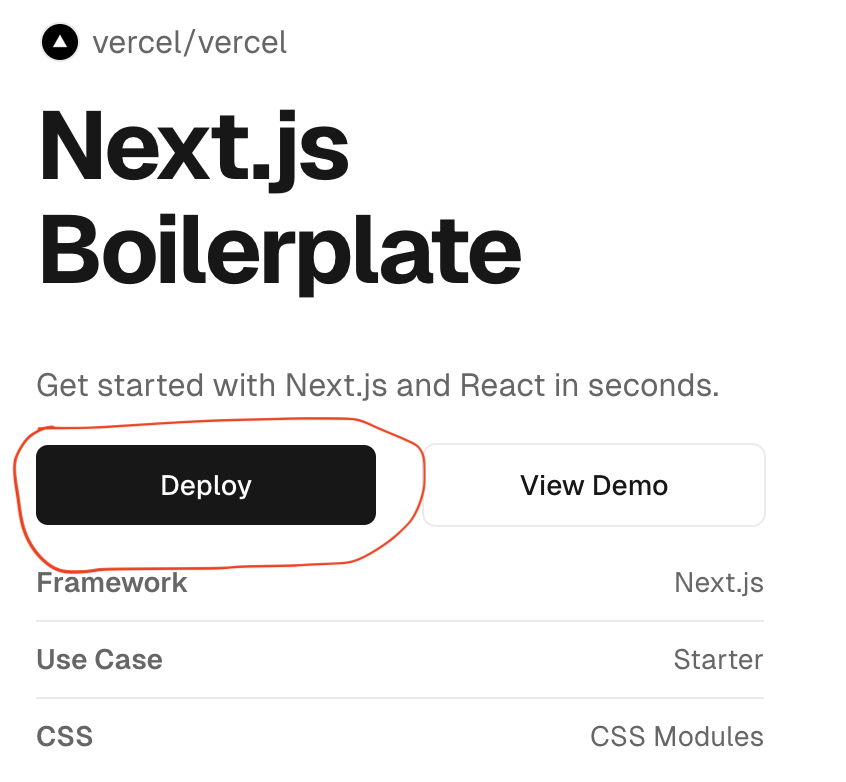 vercel/vercel
Next.js
Boilerplate
Get started with Next.js and React in seconds.
Deploy View Demo
Framework Next.js
Use Case Starter
CSS CSS Modules